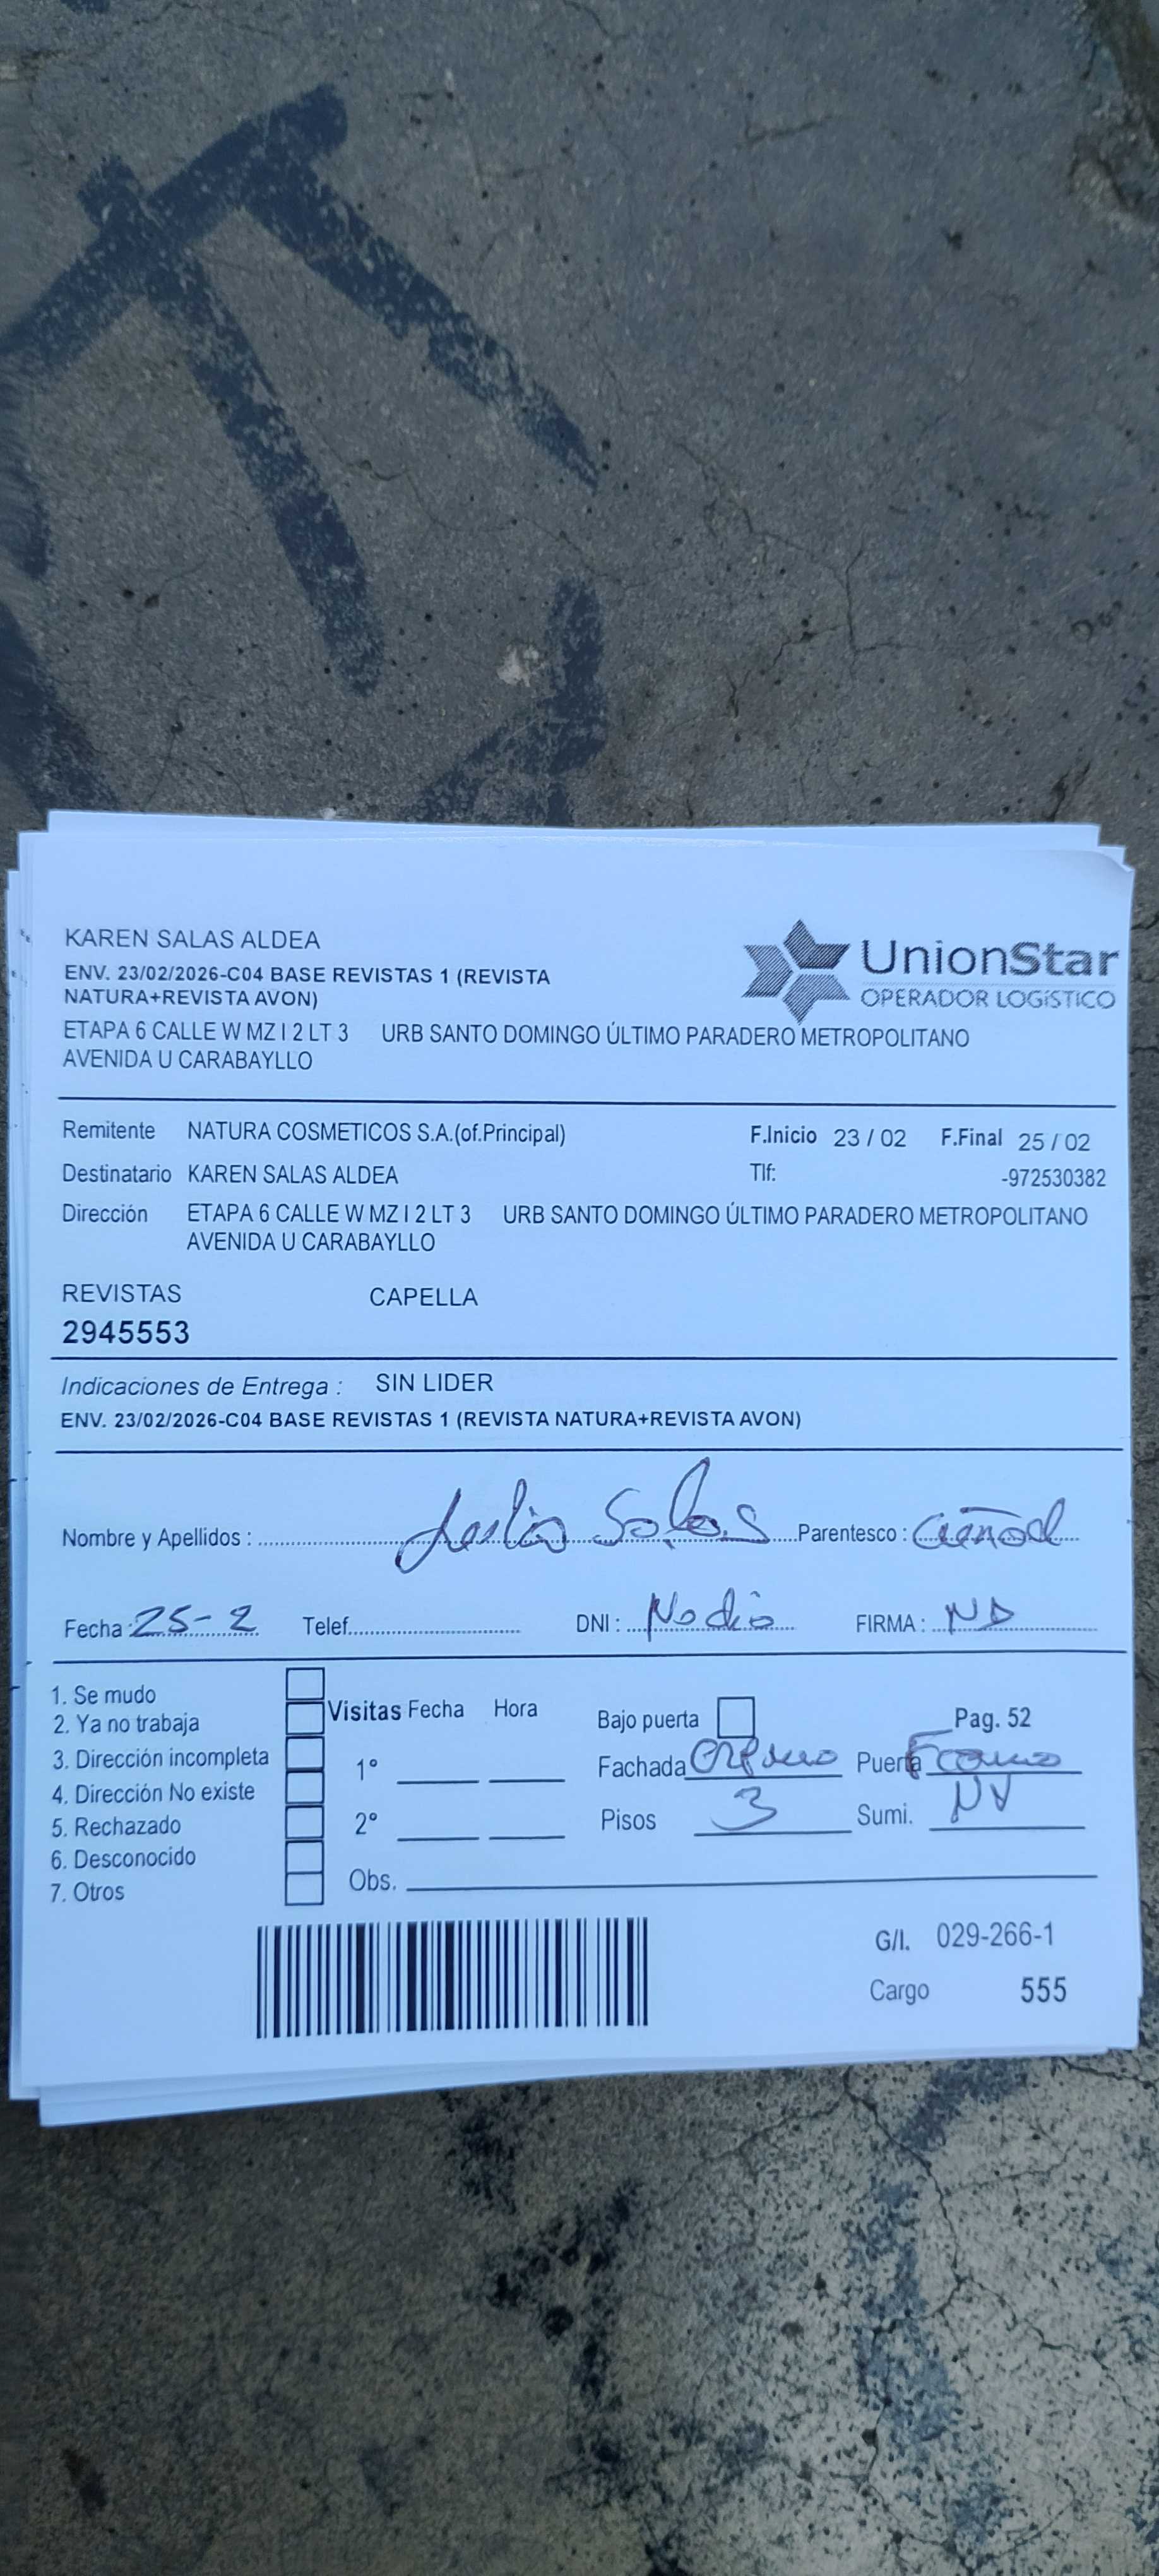 KAREN SALAS ALDEA
ENV. 23/02/2026-C04 BASE REVISTAS 1 (REVISTA
NATURA+REVISTA AVON)
ETAPA 6 CALLE W MZ I 2 LT 3 URB SANTO DOMINGO ÚLTIMO PARADERO METROPOLITANO
AVENIDA U CARABAYLLO
UnionStar
OPERADOR LOGÍSTICO
Remitente NATURA COSMETICOS S.A.(of.Principal) F.Inicio 23 / 02 F.Final 25 / 02
Destinatario KAREN SALAS ALDEA Tlf: -972530382
Dirección ETAPA 6 CALLE W MZ I 2 LT 3 URB SANTO DOMINGO ÚLTIMO PARADERO METROPOLITANO
AVENIDA U CARABAYLLO
REVISTAS CAPELLA
2945553
Indicaciones de Entrega : SIN LIDER
ENV. 23/02/2026-C04 BASE REVISTAS 1 (REVISTA NATURA+REVISTA AVON)
Nombre y Apellidos : Leslia Salas Parentesco :
Fecha : 25-2 Telef. DNI : No dio FIRMA : ND
1. Se mudo
2. Ya no trabaja
3. Dirección incompleta
4. Dirección No existe
5. Rechazado
6. Desconocido
7. Otros
Visitas Fecha Hora
1°
2°
Obs.
Bajo puerta Pag. 52
Fachada Puerta
Pisos 3 Sumi. NV
G/I. 029-266-1
Cargo 555